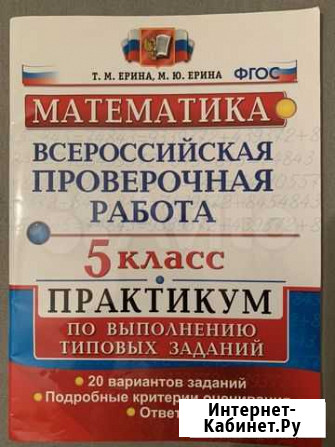 Т. М. ЕРИНА, М. Ю. ЕРИНА
ФГОС
МАТЕМАТИКА
ВСЕРОССИЙСКАЯ
ПРОВЕРОЧНАЯ
РАБОТА
5 КЛАСС
ПРАКТИКУМ
ПО ВЫПОЛНЕНИЮ
ТИПОВЫХ ЗАДАНИЙ
• 20 вариантов заданий
• Подробные критерии
• Ответ
Интернет-
Кабинет.Ру